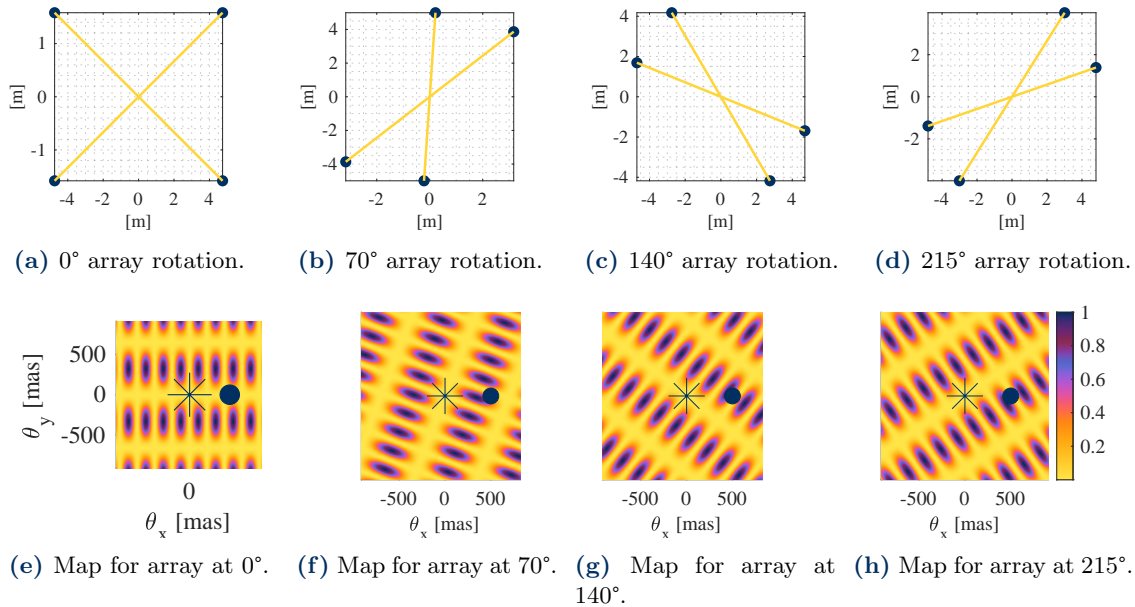 1
0
-1
[m]
-4 -2 0 2 4
[m]
(a) 0° array rotation.
4
2
0
-2
-4
[m]
-2 0 2
[m]
(b) 70° array rotation.
4
2
0
-2
-4
[m]
-4 -2 0 2 4
[m]
(c) 140° array rotation.
2
0
-2
[m]
-4 -2 0 2 4
[m]
(d) 215° array rotation.
500
0
-500
θy [mas]
0
θx [mas]
(e) Map for array at 0°.
-500 0 500
θx [mas]
(f) Map for array at 70°.
-500 0 500
θx [mas]
(g) Map for array at
140°.
-500 0 500
θx [mas]
1
0.8
0.6
0.4
0.2
(h) Map for array at 215°.